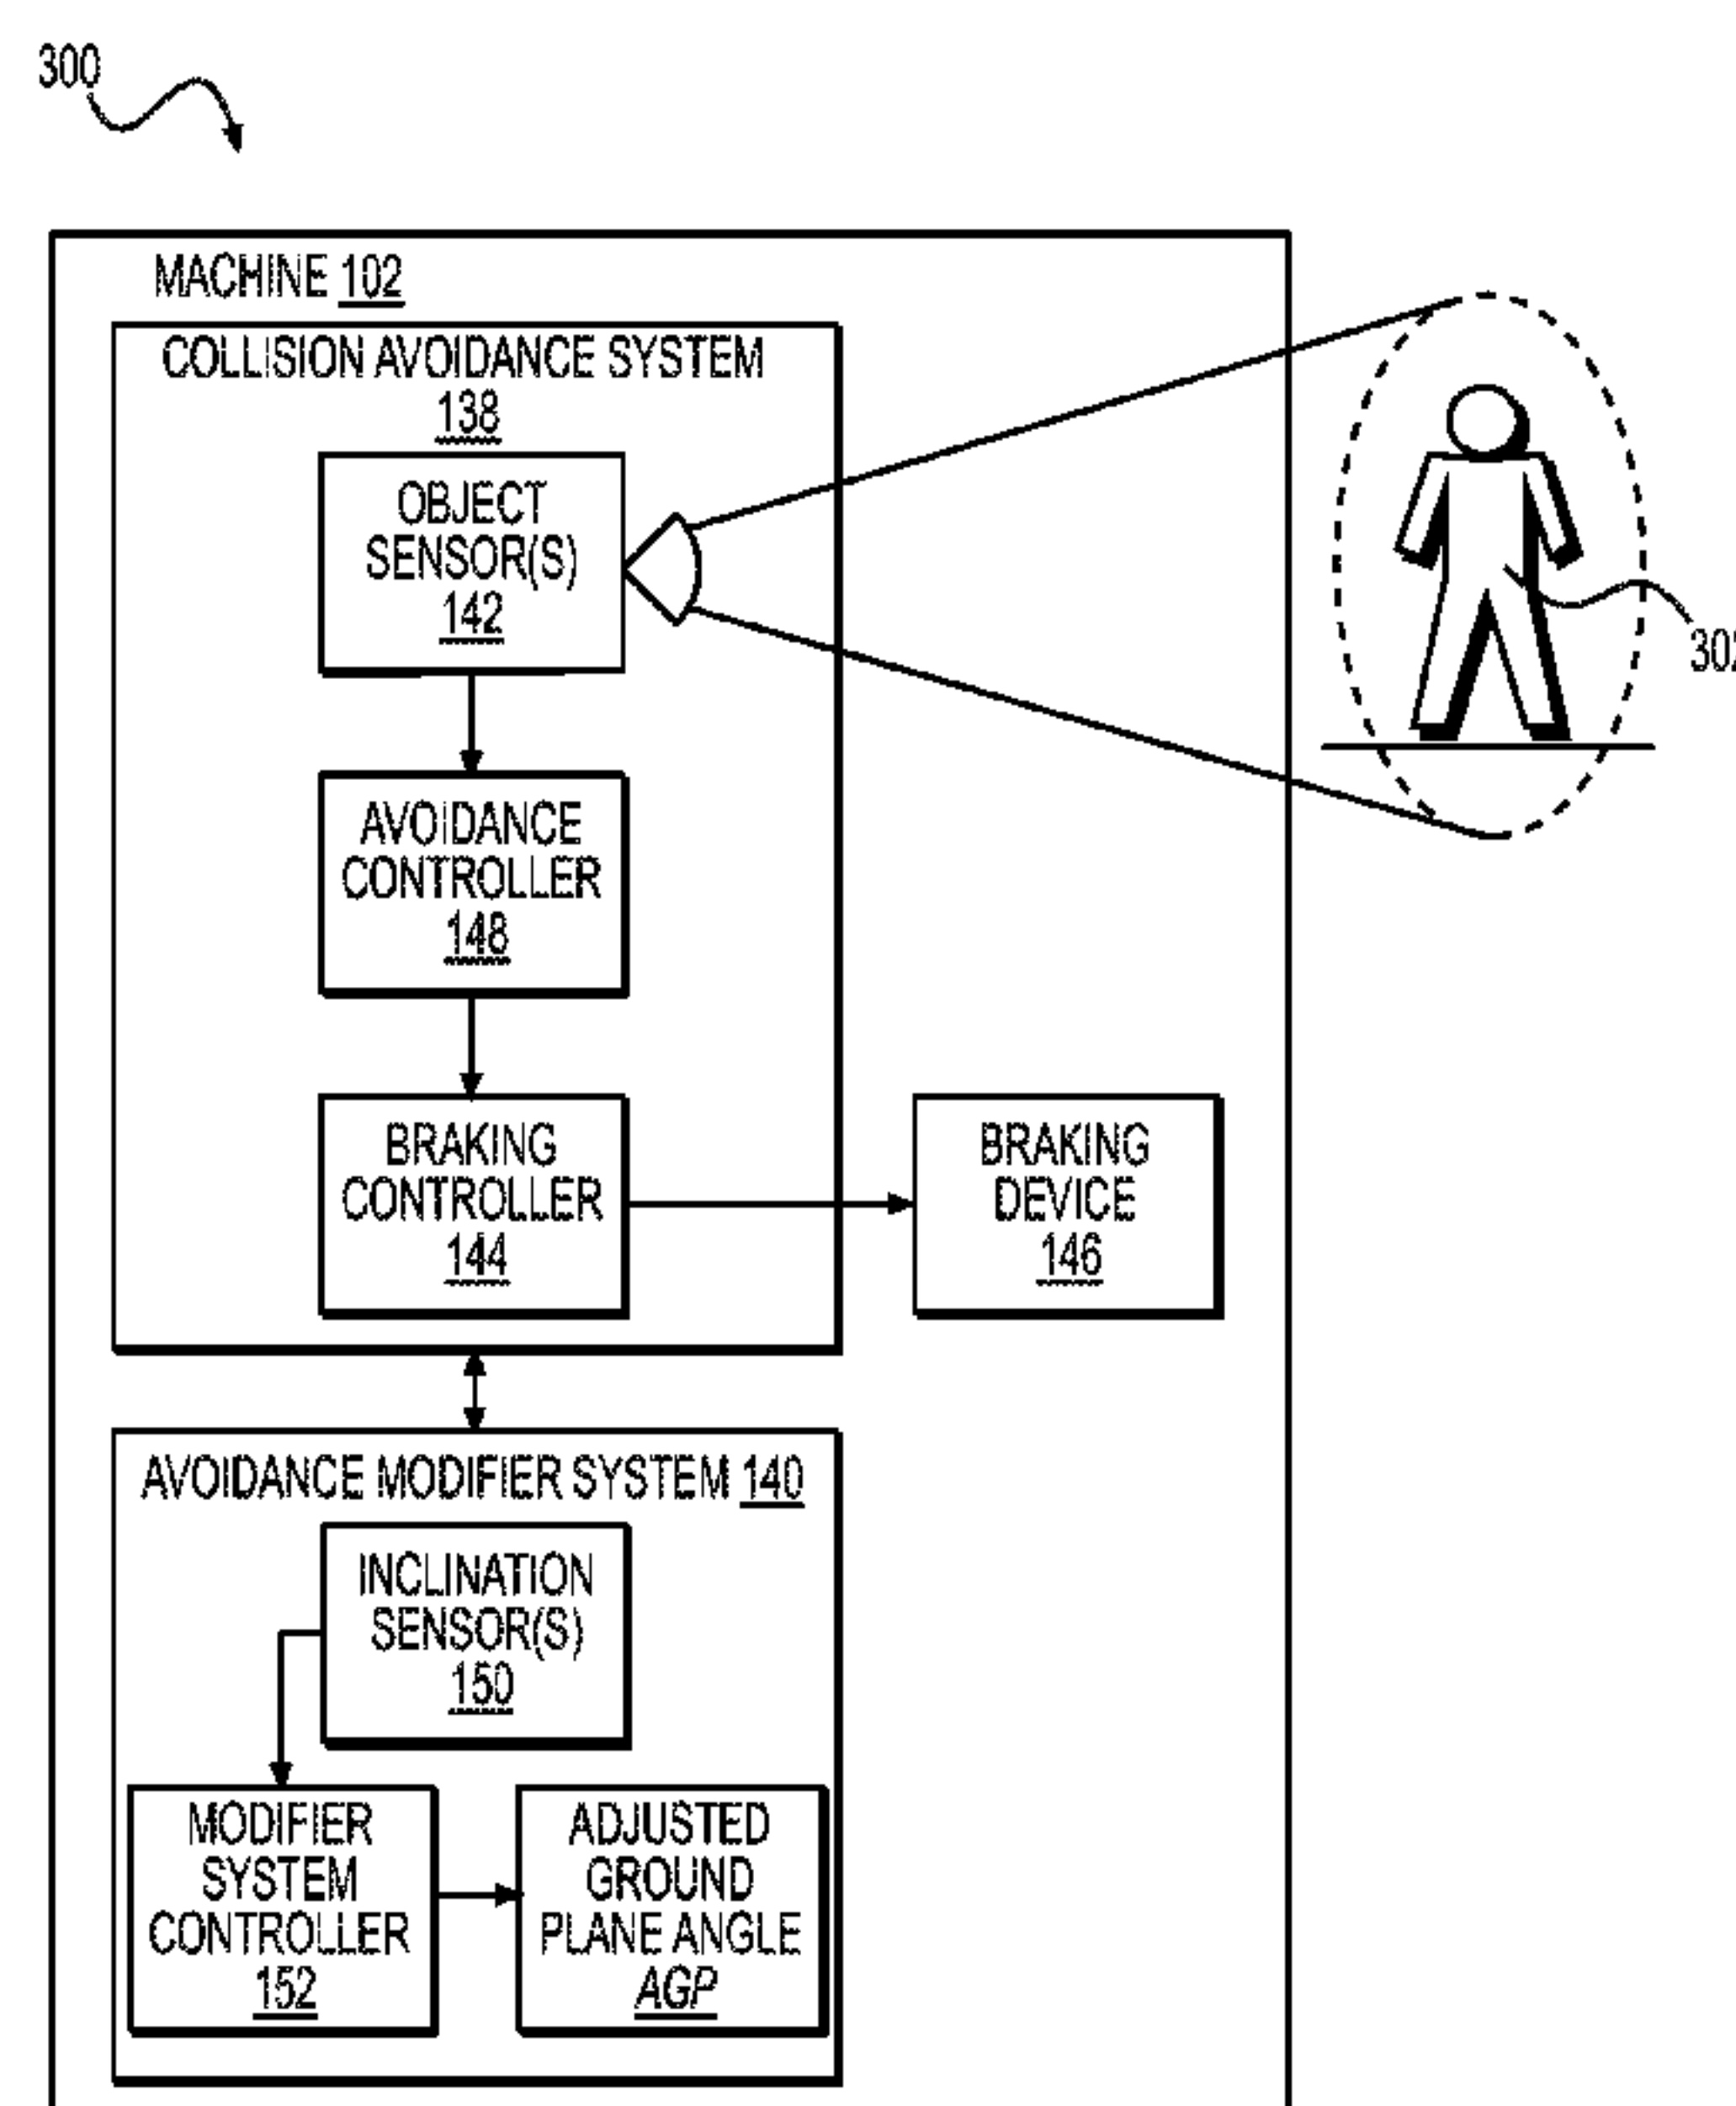 300
MACHINE 102
COLLISION AVOIDANCE SYSTEM
138
OBJECT
SENSOR(S)
142
302
AVOIDANCE
CONTROLLER
148
BRAKING
CONTROLLER
144
BRAKING
DEVICE
146
AVOIDANCE MODIFIER SYSTEM 140
INCLINATION
SENSOR(S)
150
MODIFIER
SYSTEM
CONTROLLER
152
ADJUSTED
GROUND
PLANE ANGLE
AGP